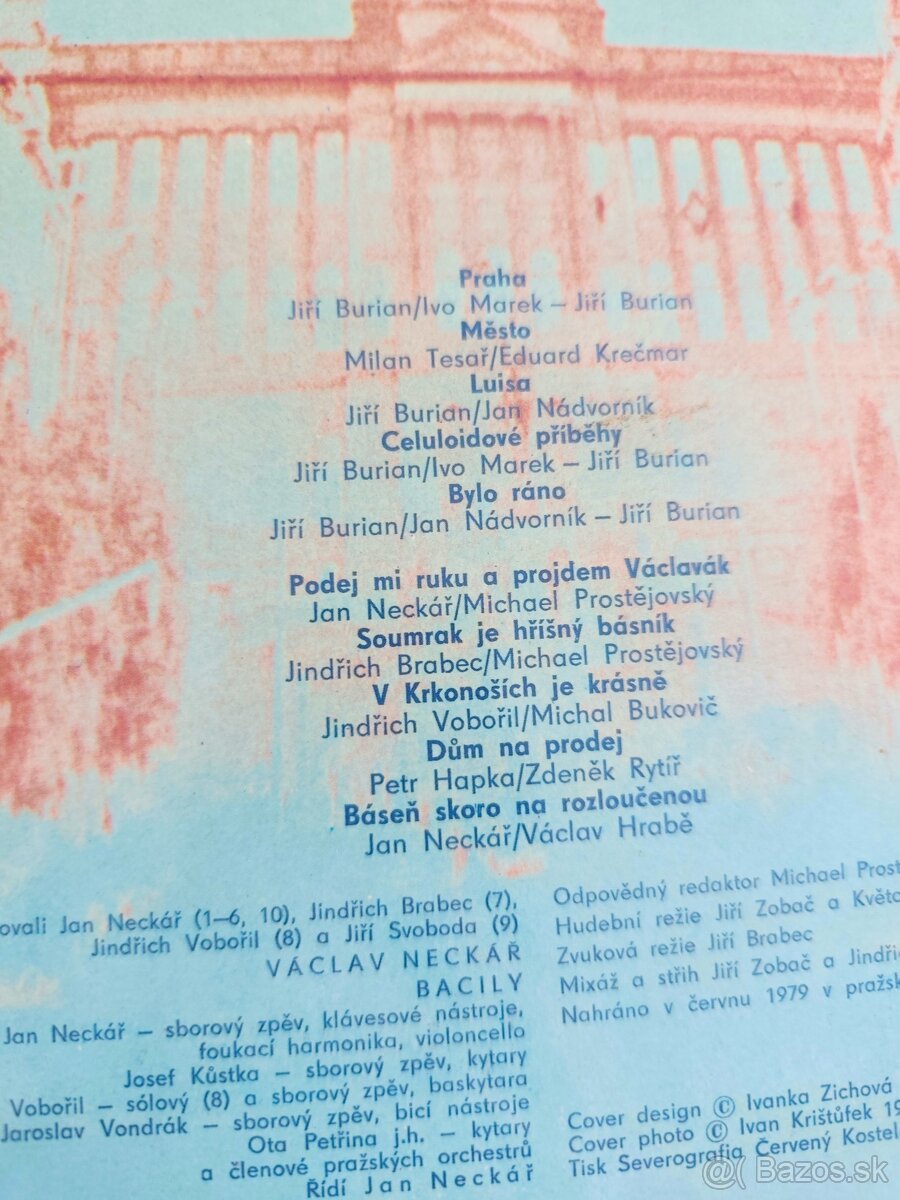 Praha
Jiří Burian/Ivo Marek – Jiří Burian
Město
Milan Tesař/Eduard Krečmar
Luisa
Jiří Burian/Jan Nádvorník
Celuloidové příběhy
Jiří Burian/Ivo Marek – Jiří Burian
Bylo ráno
Jiří Burian/Jan Nádvorník – Jiří Burian
Podej mi ruku a projdem Václavák
Jan Neckář/Michael Prostějovský
Soumrak je hříšný básník
Jindřich Brabec/Michael Prostějovský
V Krkonoších je krásně
Jindřich Vobořil/Michal Bukovič
Dům na prodej
Petr Hapka/Zdeněk Rytíř
Báseň skoro na rozloučenou
Jan Neckář/Václav Hrabě
ovali Jan Neckář (1–6, 10), Jindřich Brabec (7),
Jindřich Vobořil (8) a Jiří Svoboda (9)
VÁCLAV NECKÁŘ
BACILY
Jan Neckář – sborový zpěv, klávesové nástroje,
foukací harmonika, violoncello
Josef Kůstka – sborový zpěv, kytary
Vobořil – sólový (8) a sborový zpěv, baskytara
Jaroslav Vondrák – sborový zpěv, bicí nástroje
Ota Petřina j.h. – kytary
a členové pražských orchestrů
Řídí Jan Neckář
Odpovědný redaktor Michael Prost
Hudební režie Jiří Zobač a Květo
Zvuková režie Jiří Brabec
Mixáž a střih Jiří Zobač a Jindři
Nahráno v červnu 1979 v pražsk
Cover design © Ivanka Zichová
Cover photo © Ivan Krištůfek 19
Tisk Severografia Červený Kostel
@( Bazos.sk